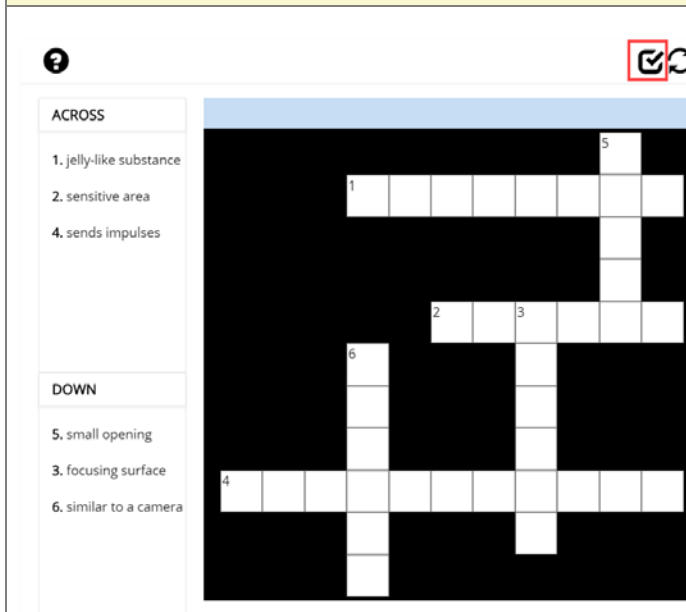 ?
ACROSS
1. jelly-like substance
2. sensitive area
4. sends impulses
DOWN
5. small opening
3. focusing surface
6. similar to a camera
5
1
2
3
6
4